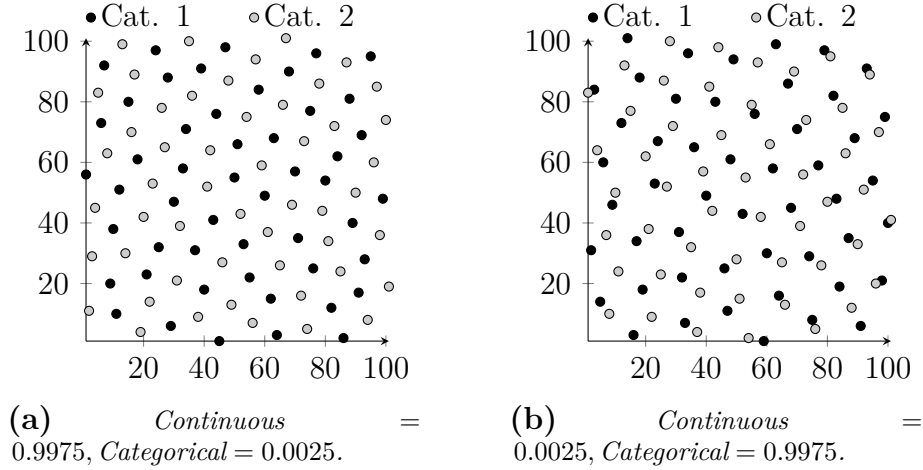 Cat. 1 Cat. 2
100
80
60
40
20
20 40 60 80 100
(a) Continuous =
0.9975, Categorical = 0.0025.
Cat. 1 Cat. 2
100
80
60
40
20
20 40 60 80 100
(b) Continuous =
0.0025, Categorical = 0.9975.